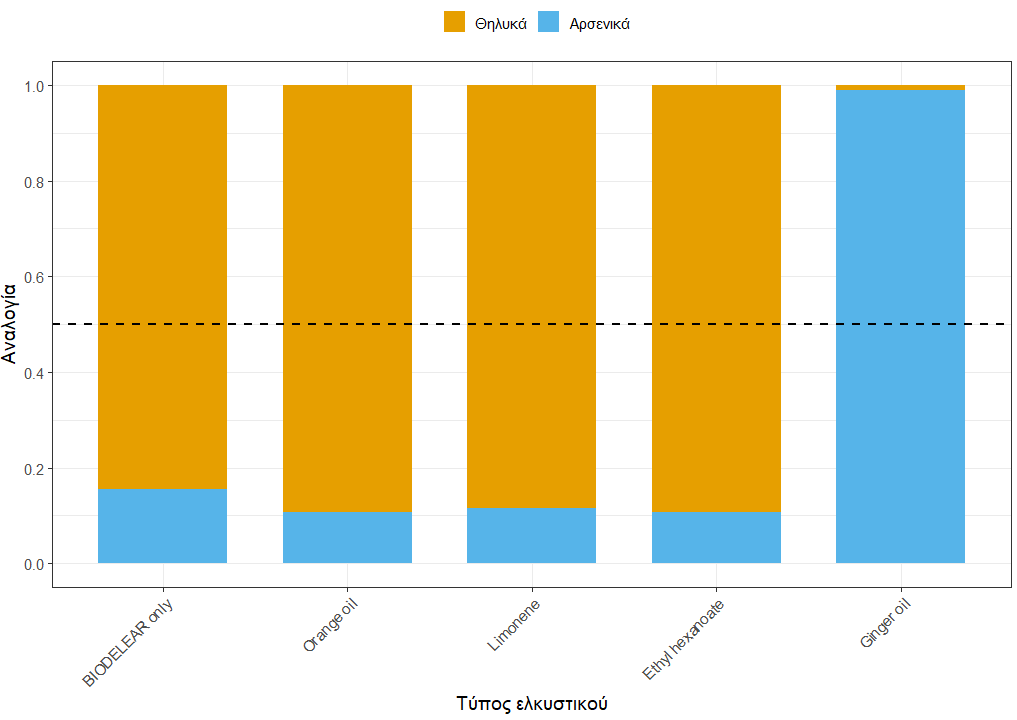 Θηλυκά Αρσενικά
Αναλογία
1.0
0.8
0.6
0.4
0.2
0.0
BIODELEAR only
Orange oil
Limonene
Ethyl hexanoate
Ginger oil
Τύπος ελκυστικού